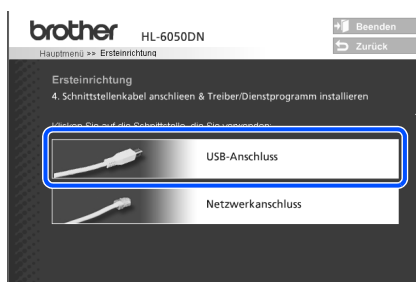 brother HL-6050DN
Beenden
Zurück
Hauptmenü >> Ersteinrichtung
Ersteinrichtung
4. Schnittstellenkabel anschlieen & Treiber/Dienstprogramm installieren
Klicken Sie auf die Schnittstelle, die Sie verwenden:
USB-Anschluss
Netzwerkanschluss